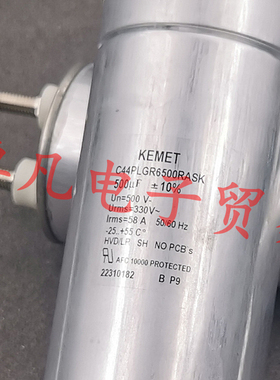 KEMET
C44PLGR6500RASK
500µF ±10%
Un=500 V-
Urms=330V~
Irms=58 A 50/60 Hz
-25..+55 C°
HVD/LP SH NO PCB s
AFC 10000 PROTECTED
22310182 B P9
凡电子贸